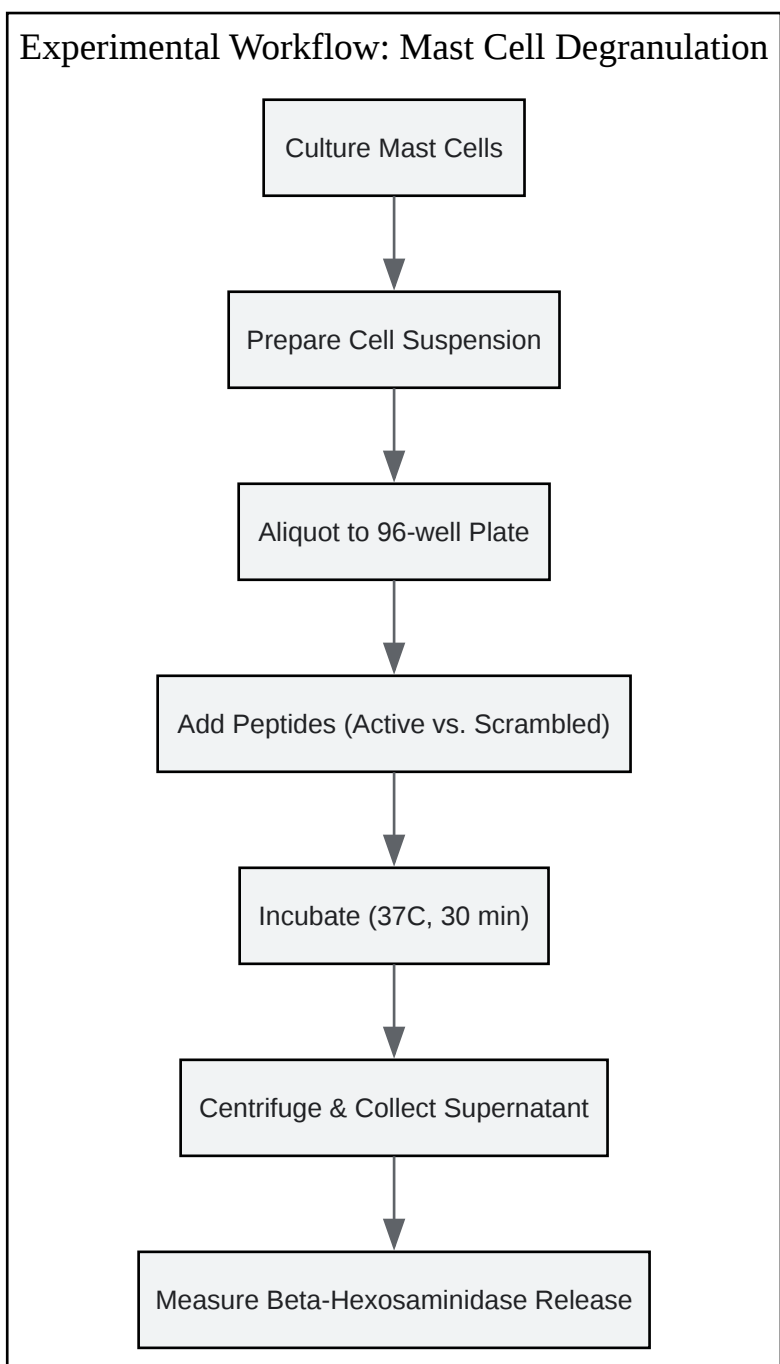 Experimental Workflow: Mast Cell Degranulation
Culture Mast Cells
Prepare Cell Suspension
Aliquot to 96-well Plate
Add Peptides (Active vs. Scrambled)
Incubate (37C, 30 min)
Centrifuge & Collect Supernatant
Measure Beta-Hexosaminidase Release